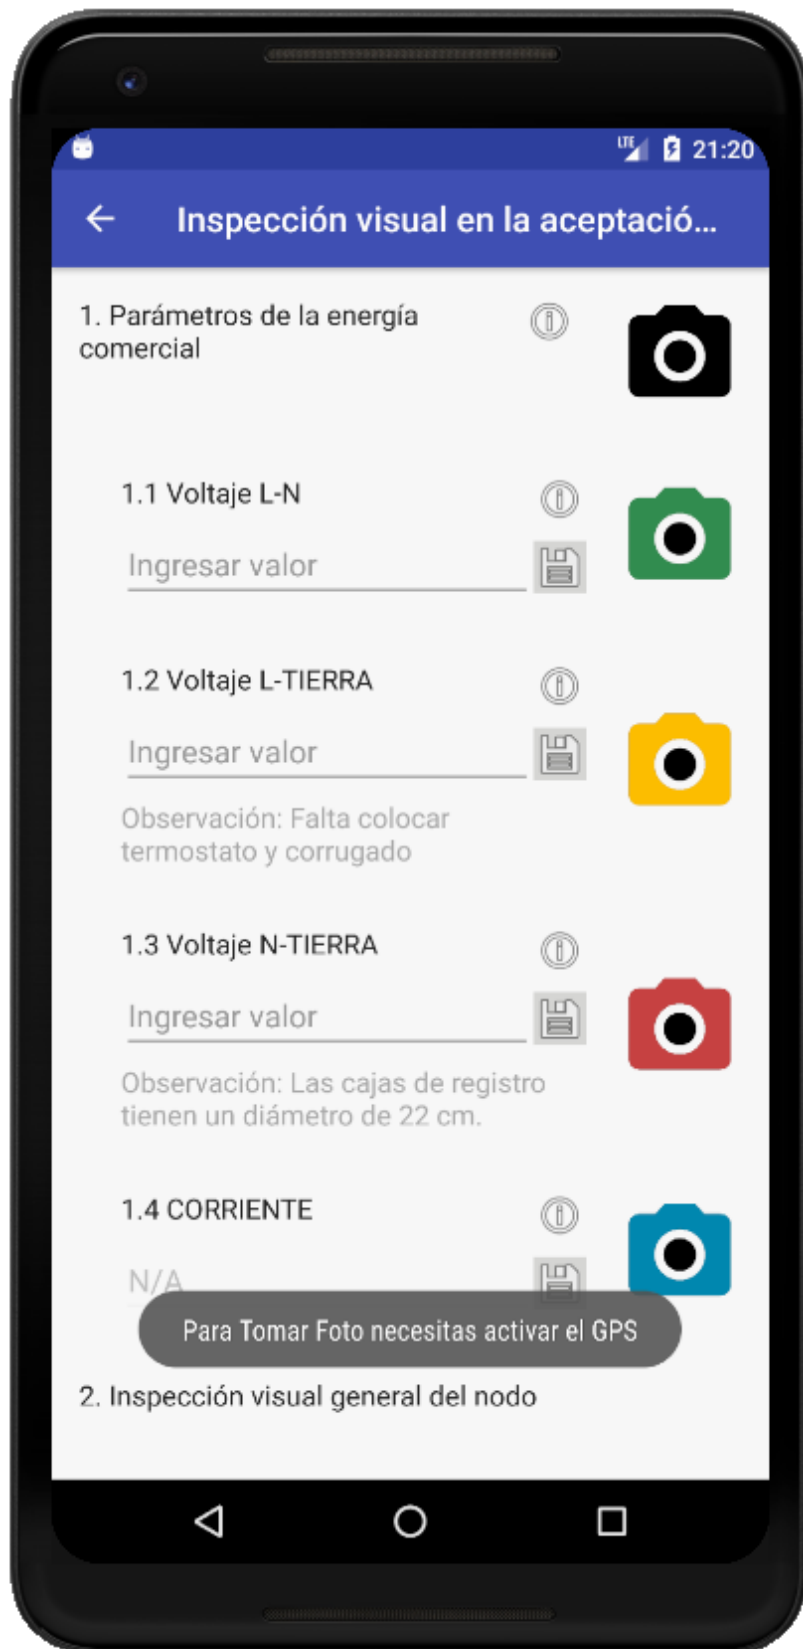 LTE 21:20
Inspección visual en la aceptació...
1. Parámetros de la energía
comercial
1.1 Voltaje L-N
Ingresar valor
1.2 Voltaje L-TIERRA
Ingresar valor
Observación: Falta colocar
termostato y corrugado
1.3 Voltaje N-TIERRA
Ingresar valor
Observación: Las cajas de registro
tienen un diámetro de 22 cm.
1.4 CORRIENTE
N/A
Para Tomar Foto necesitas activar el GPS
2. Inspección visual general del nodo